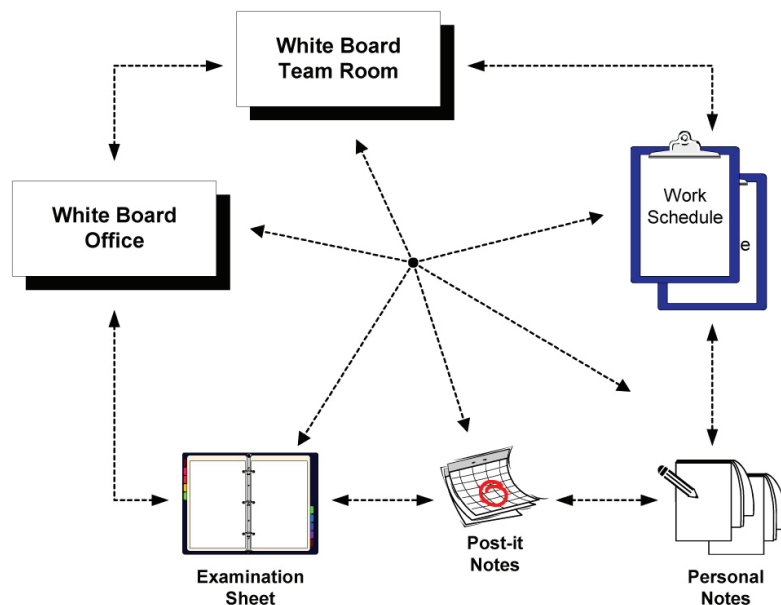 White Board
Team Room
White Board
Office
Work
Schedule
e
Examination
Sheet
Post-it
Notes
Personal
Notes